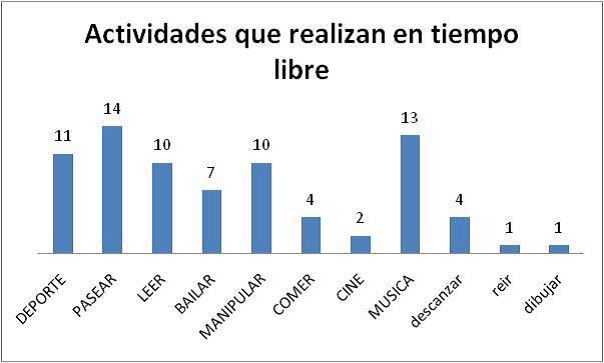 Actividades que realizan en tiempo
libre
11
14
10
7
10
4
2
13
4
1
1
DEPORTE
PASEAR
LEER
BAILAR
MANIPULAR
COMER
CINE
MUSICA
descanzar
reir
dibujar